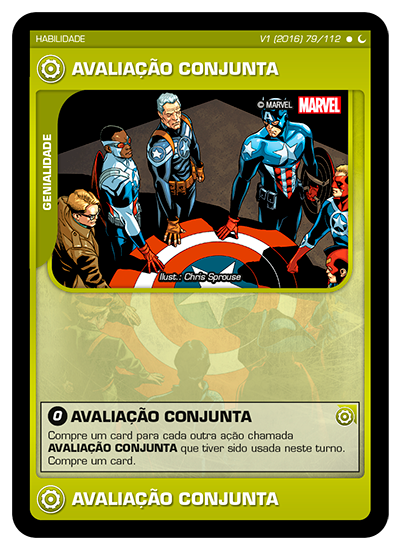 HABILIDADE
V1 (2016) 79/112
AVALIAÇÃO CONJUNTA
GENIALIDADE
© MARVEL
MARVEL
Ilust.: Chris Sprouse
0 AVALIAÇÃO CONJUNTA
Compre um card para cada outra ação chamada
AVALIAÇÃO CONJUNTA que tiver sido usada neste turno.
Compre um card.
AVALIAÇÃO CONJUNTA